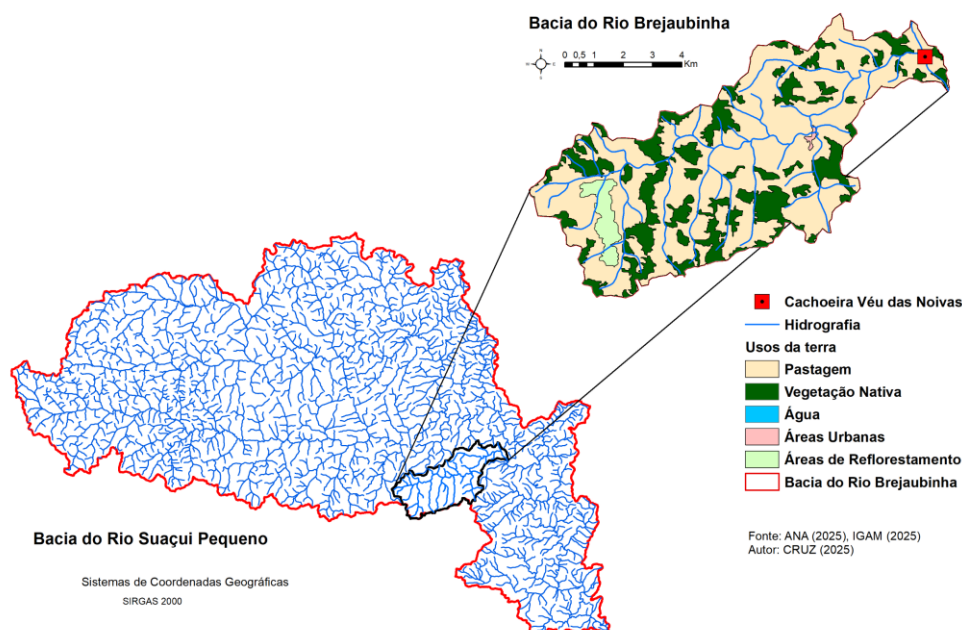 Bacia do Rio Brejaubinha
N
W
E
S
0 0,5 1 2 3 4
Km
Cachoeira Véu das Noivas
Hidrografia
Usos da terra
Pastagem
Vegetação Nativa
Água
Áreas Urbanas
Áreas de Reflorestamento
Bacia do Rio Brejaubinha
Bacia do Rio Suaçui Pequeno
Fonte: ANA (2025), IGAM (2025)
Autor: CRUZ (2025)
Sistemas de Coordenadas Geográficas
SIRGAS 2000